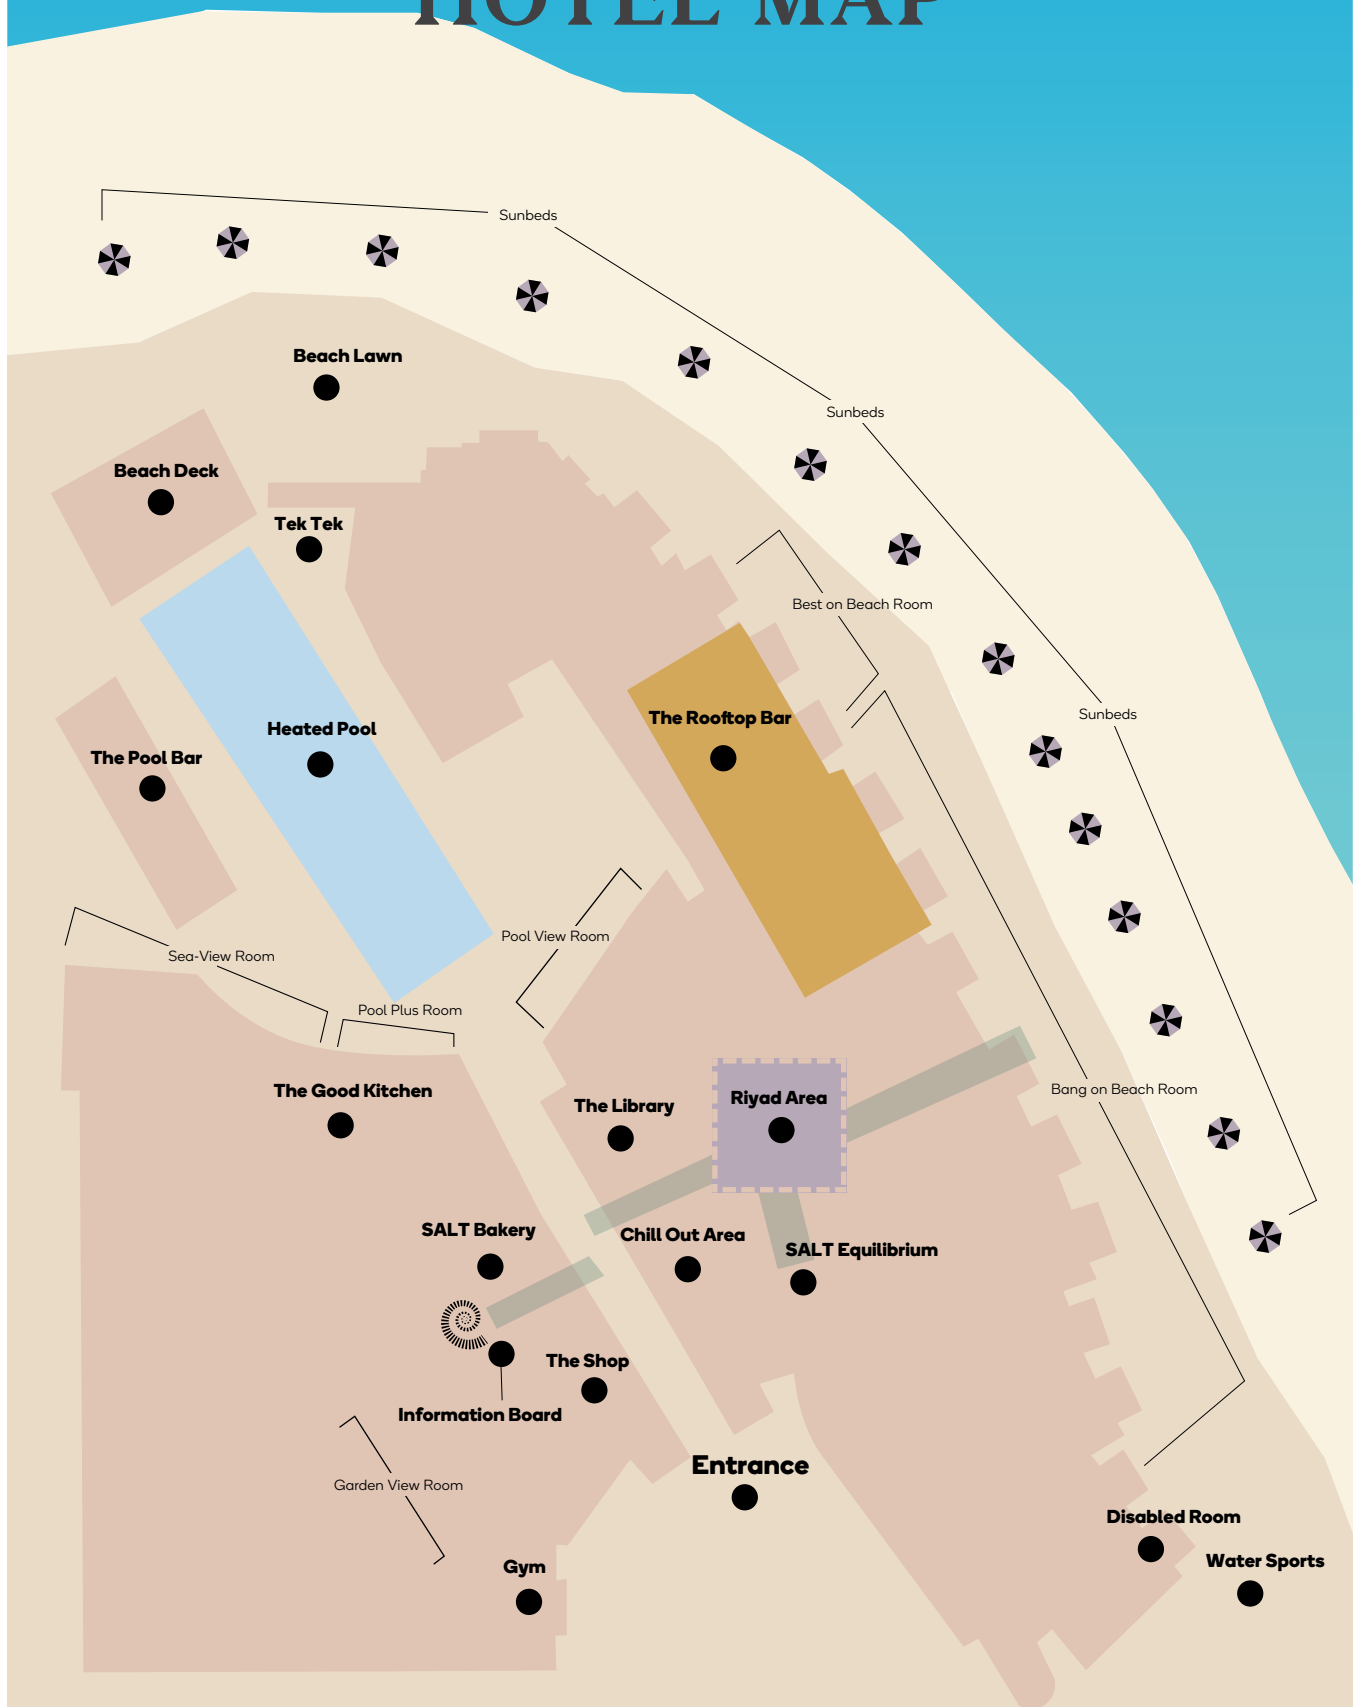 HOTEL MAP
Sunbeds
Beach Lawn
Sunbeds
Beach Deck
Tek Tek
Best on Beach Room
Sunbeds
The Rooftop Bar
Heated Pool
The Pool Bar
Pool View Room
Sea-View Room
Pool Plus Room
Bang on Beach Room
The Good Kitchen
Riyad Area
The Library
SALT Bakery
Chill Out Area
SALT Equilibrium
The Shop
Information Board
Entrance
Garden View Room
Disabled Room
Water Sports
Gym